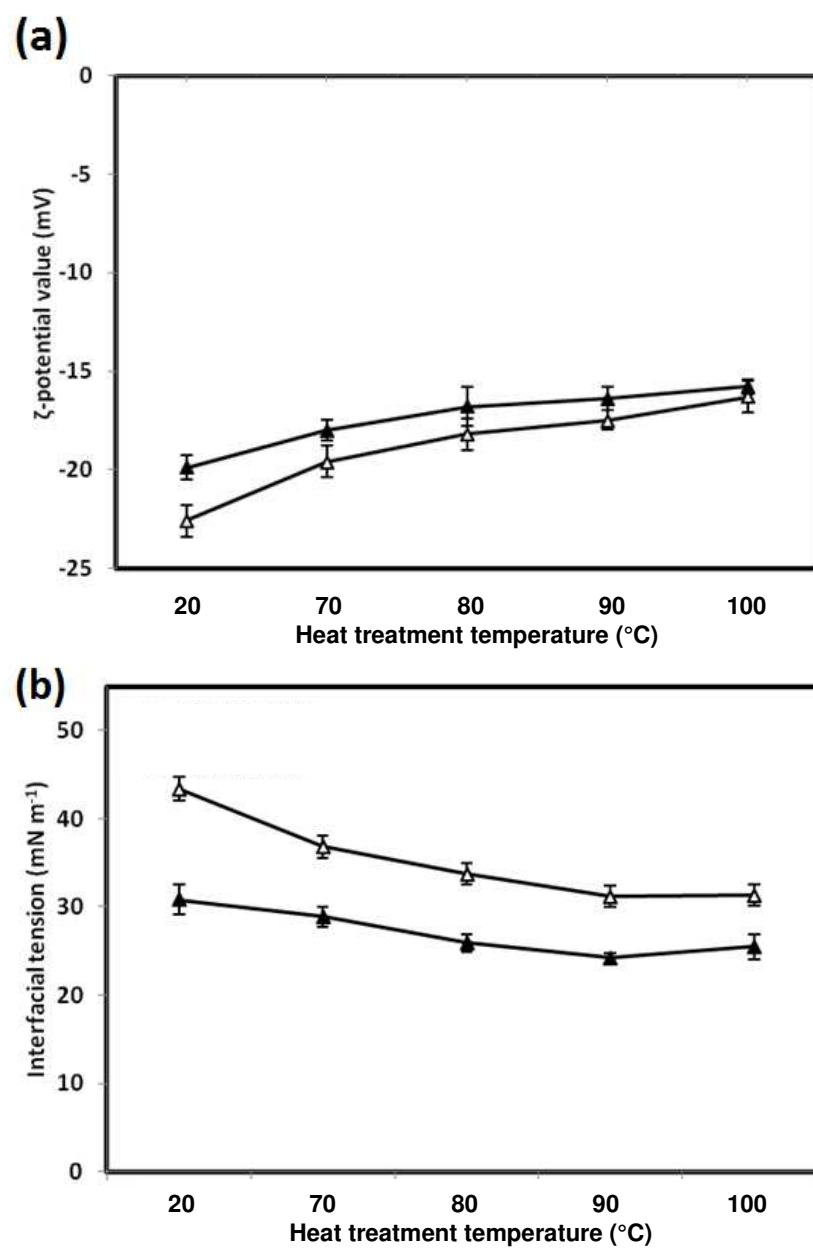 (a)
0
-5
-10
-15
-20
-25
ζ-potential value (mV)
20 70 80 90 100
Heat treatment temperature (°C)
(b)
50
40
30
20
10
0
Interfacial tension (mN m⁻¹)
20 70 80 90 100
Heat treatment temperature (°C)